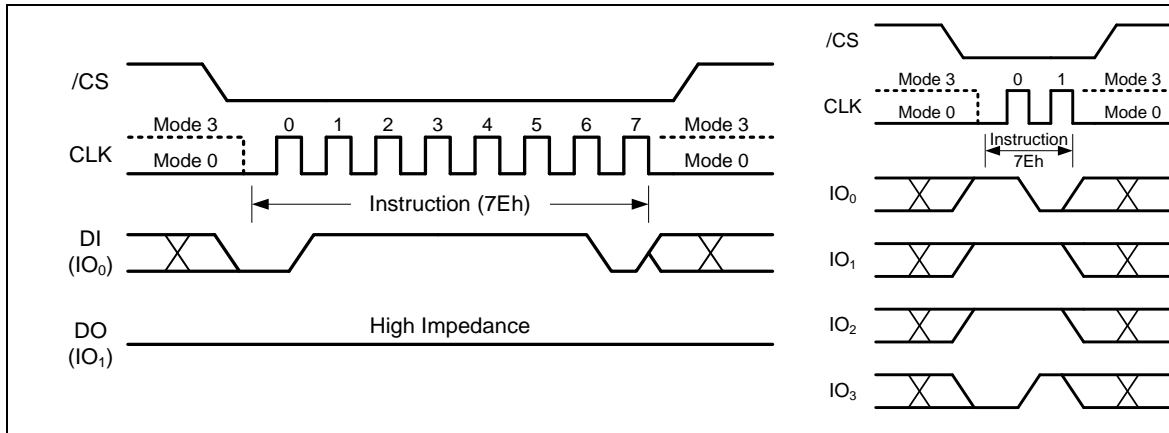 /CS
Mode 3 0 1 2 3 4 5 6 7 Mode 3
CLK Mode 0 Mode 0
Instruction (7Eh)
DI
(IO₀)
DO High Impedance
(IO₁)
/CS
Mode 3 0 1 Mode 3
CLK Mode 0 Mode 0
Instruction
7Eh
IO₀
IO₁
IO₂
IO₃